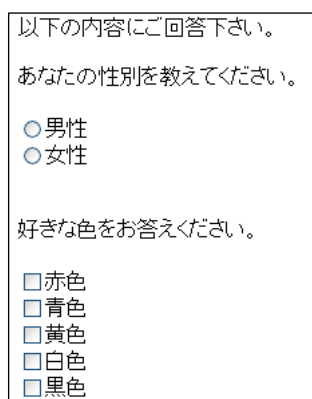 以下の内容にご回答下さい。
あなたの性別を教えてください。
男性
女性
好きな色をお答えください。
赤色
青色
黄色
白色
黒色